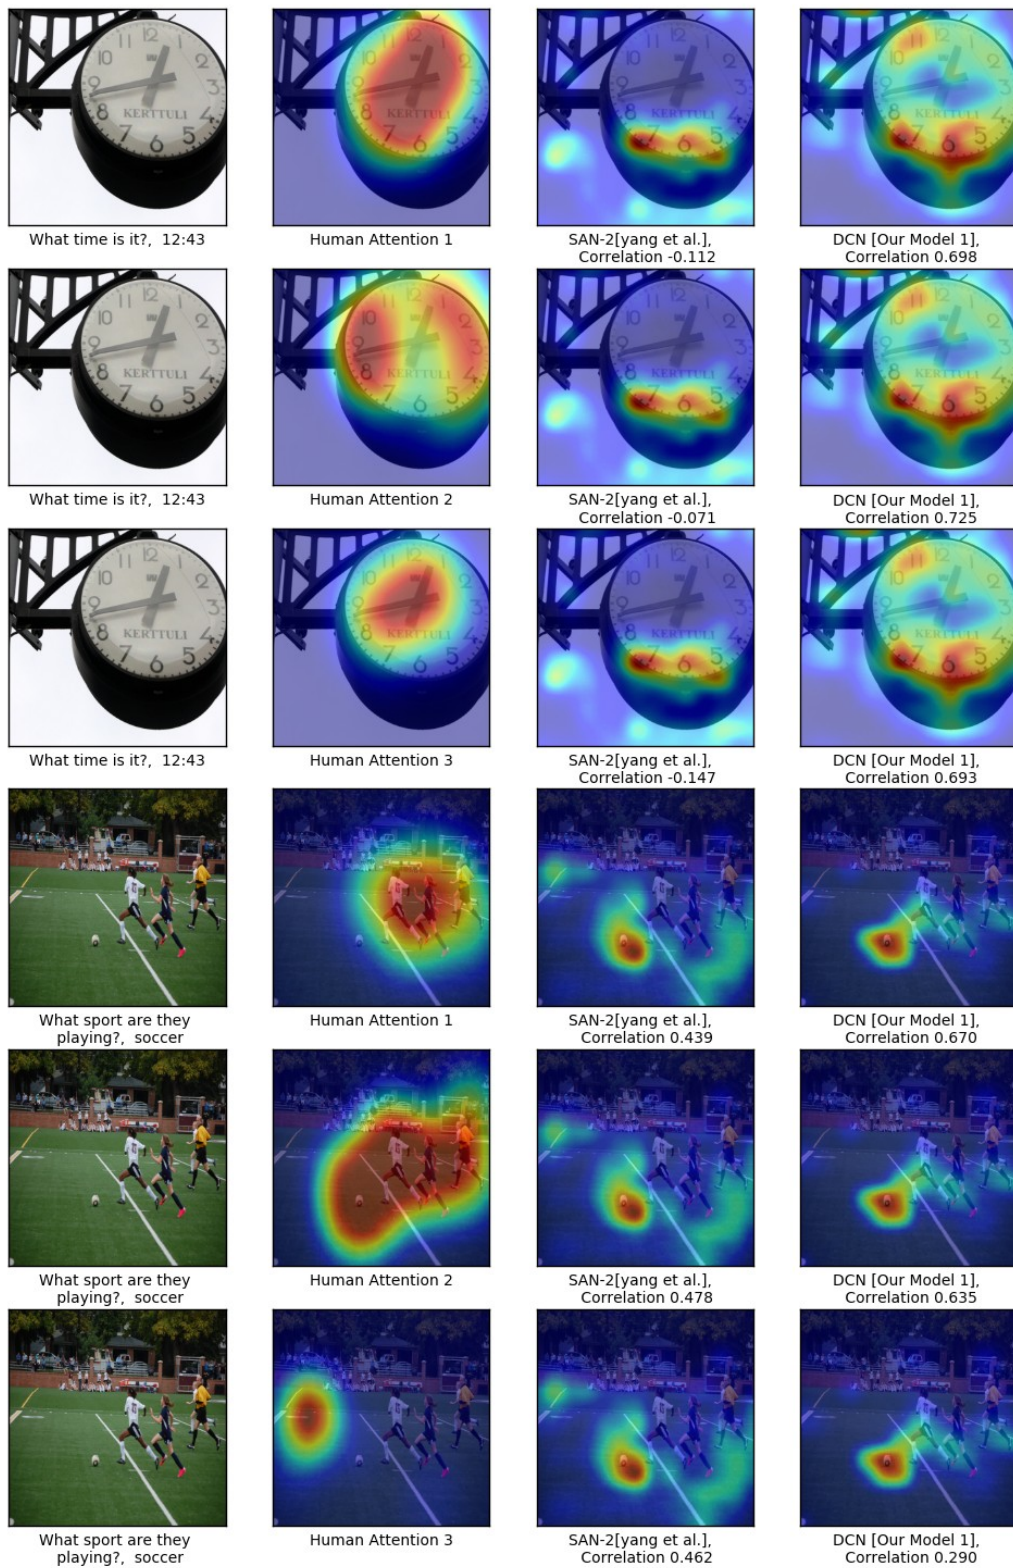 What time is it?,  12:43
Human Attention 1
SAN-2[yang et al.],
Correlation -0.112
DCN [Our Model 1],
Correlation 0.698
What time is it?,  12:43
Human Attention 2
SAN-2[yang et al.],
Correlation -0.071
DCN [Our Model 1],
Correlation 0.725
What time is it?,  12:43
Human Attention 3
SAN-2[yang et al.],
Correlation -0.147
DCN [Our Model 1],
Correlation 0.693
What sport are they
playing?,  soccer
Human Attention 1
SAN-2[yang et al.],
Correlation 0.439
DCN [Our Model 1],
Correlation 0.670
What sport are they
playing?,  soccer
Human Attention 2
SAN-2[yang et al.],
Correlation 0.478
DCN [Our Model 1],
Correlation 0.635
What sport are they
playing?,  soccer
Human Attention 3
SAN-2[yang et al.],
Correlation 0.462
DCN [Our Model 1],
Correlation 0.290